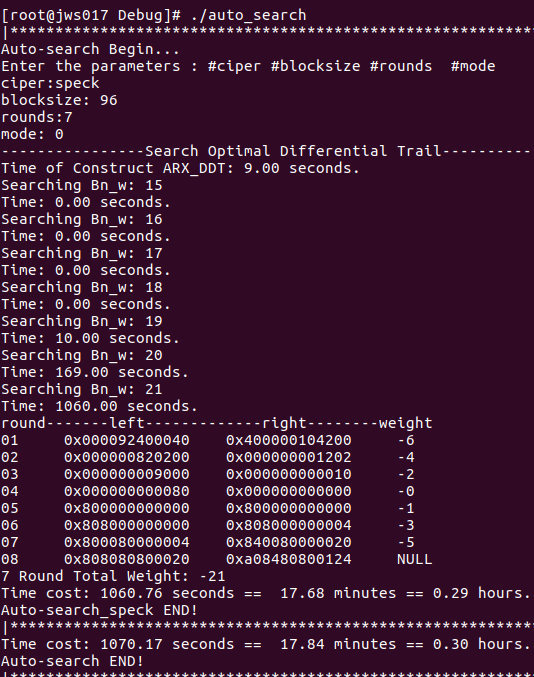 [root@jws017 Debug]# ./auto_search
|***********************************************************
Auto-search Begin...
Enter the parameters : #ciper #blocksize #rounds  #mode
ciper:speck
blocksize: 96
rounds:7
mode: 0
----------------Search Optimal Differential Trail----------
Time of Construct ARX_DDT: 9.00 seconds.
Searching Bn_w: 15
Time: 0.00 seconds.
Searching Bn_w: 16
Time: 0.00 seconds.
Searching Bn_w: 17
Time: 0.00 seconds.
Searching Bn_w: 18
Time: 0.00 seconds.
Searching Bn_w: 19
Time: 10.00 seconds.
Searching Bn_w: 20
Time: 169.00 seconds.
Searching Bn_w: 21
Time: 1060.00 seconds.
round-------left-------------right--------weight
01     0x000092400040    0x400000104200     -6
02     0x000000820200    0x000000001202     -4
03     0x000000009000    0x000000000010     -2
04     0x000000000080    0x000000000000     -0
05     0x800000000000    0x800000000000     -1
06     0x808000000000    0x808000000004     -3
07     0x800080000004    0x840080000020     -5
08     0x808080800020    0xa08480800124     NULL
7 Round Total Weight: -21
Time cost: 1060.76 seconds ==  17.68 minutes == 0.29 hours.
Auto-search_speck END!
|***********************************************************
Time cost: 1070.17 seconds ==  17.84 minutes == 0.30 hours.
Auto-search END!
|***********************************************************